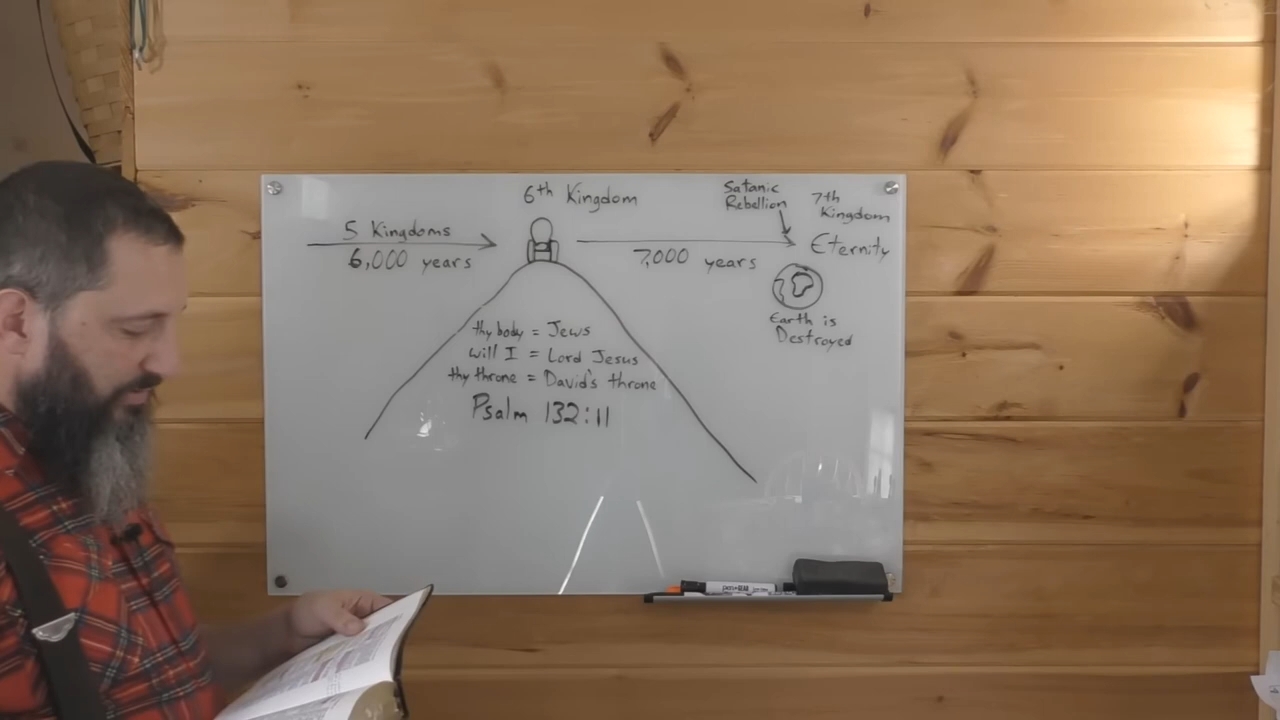 6th Kingdom
Satanic
Rebellion
7th
Kingdom
5 Kingdoms
6,000 years
7,000 years
Eternity
Earth is
Destroyed
thy body = Jews
will I = Lord Jesus
thy throne = David's throne
Psalm 132:11